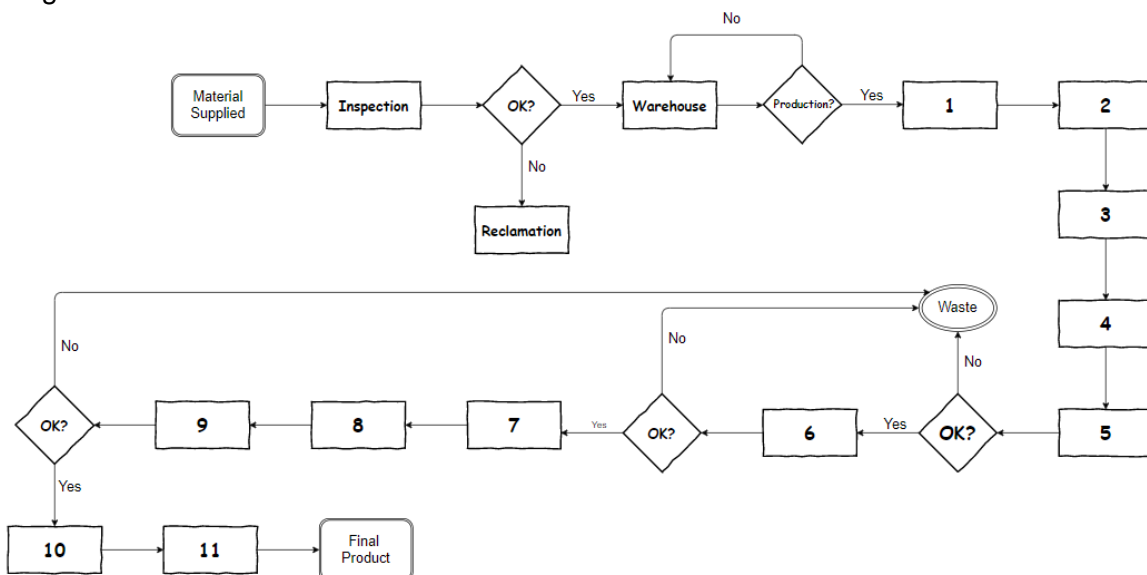 g
No
Material
Supplied
Inspection
OK?
Yes
Warehouse
Production?
Yes
1
2
No
Reclamation
3
Waste
4
No
No
No
OK?
9
8
7
Yes
OK?
6
Yes
OK?
5
Yes
10
11
Final
Product